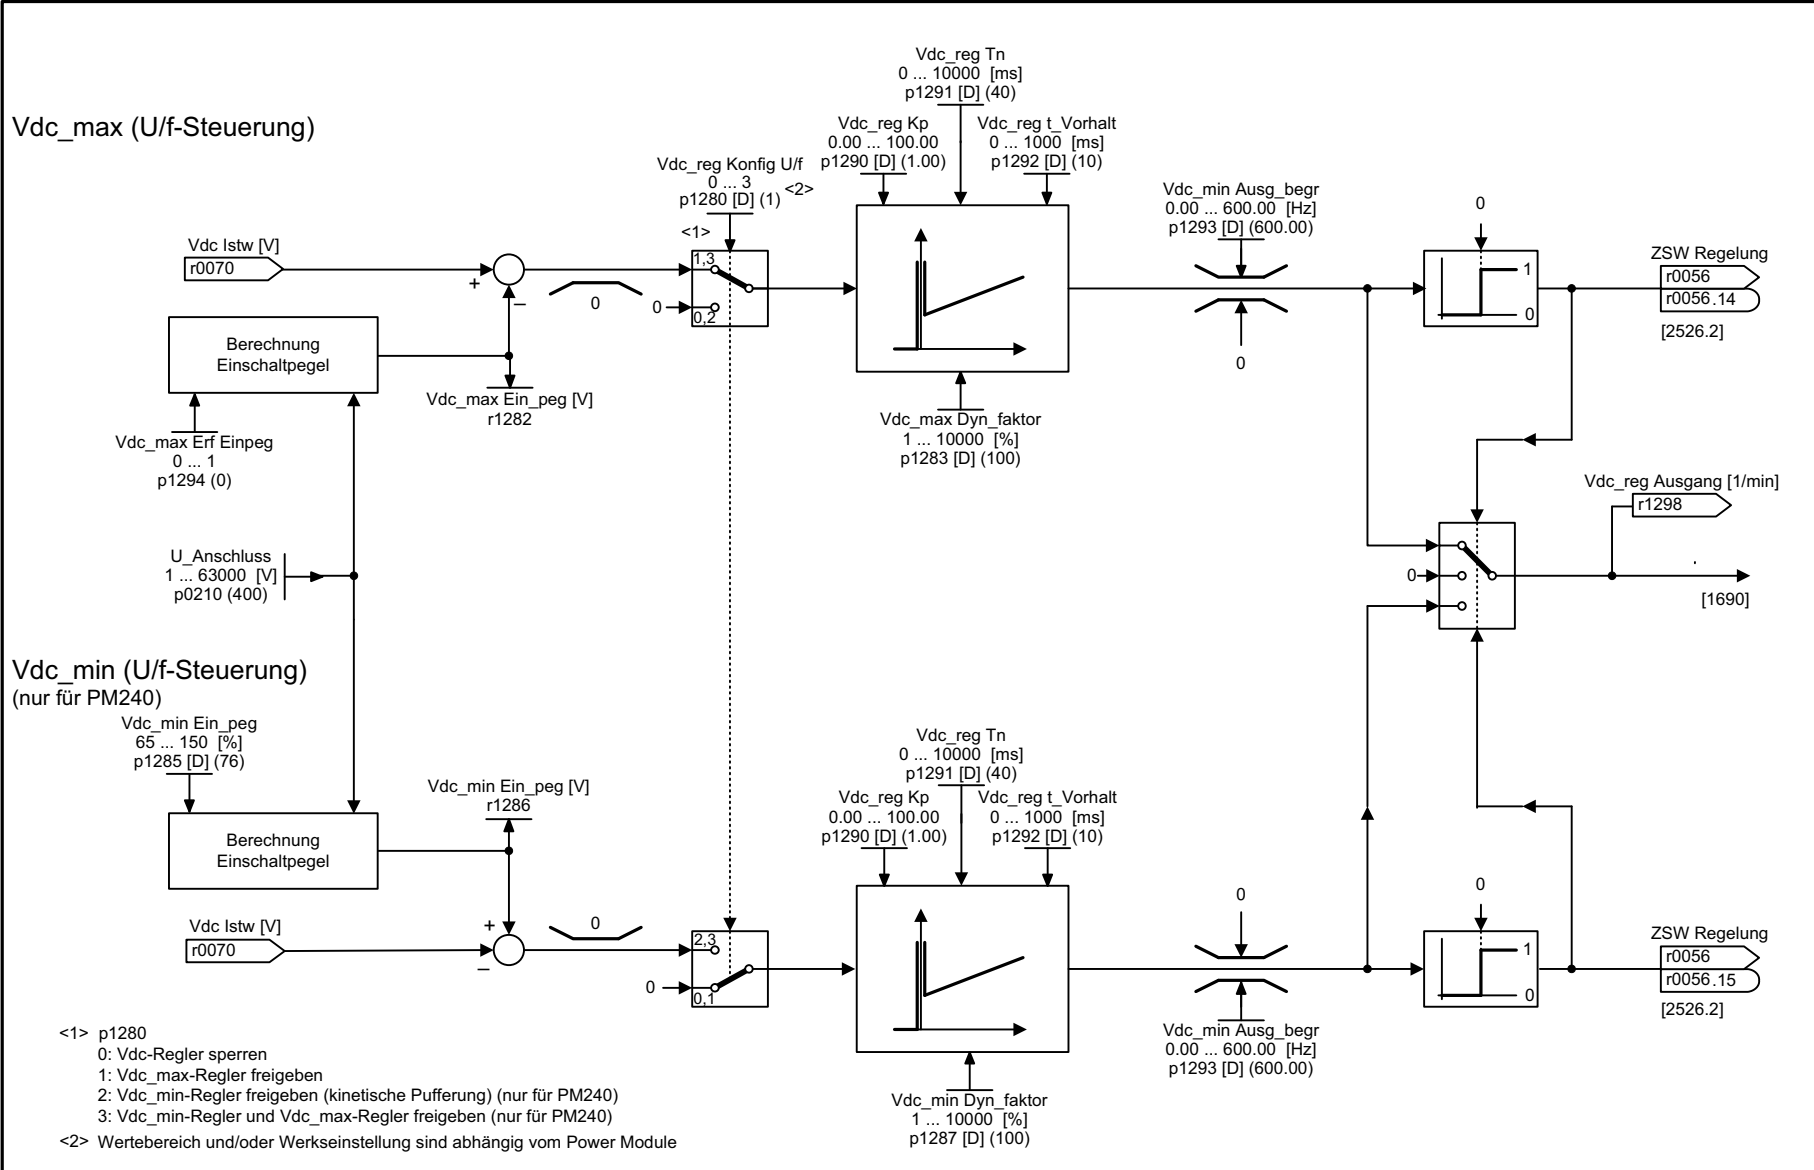 Vdc_max (U/f-Steuerung)
Vdc_reg Tn
0 ... 10000 [ms]
p1291 [D] (40)
Vdc_reg Kp
0.00 ... 100.00
p1290 [D] (1.00)
Vdc_reg t_Vorhalt
0 ... 1000 [ms]
p1292 [D] (10)
Vdc_reg Konfig U/f
0 ... 3
p1280 [D] (1)
<2>
<1>
Vdc_min Ausg_begr
0.00 ... 600.00 [Hz]
p1293 [D] (600.00)
0
Vdc Istw [V]
r0070
+
–
0
1,3
0
0,2
1
0
ZSW Regelung
r0056
r0056.14
[2526.2]
Berechnung
Einschaltpegel
0
Vdc_max Ein_peg [V]
r1282
Vdc_max Dyn_faktor
1 ... 10000 [%]
p1283 [D] (100)
Vdc_max Erf Einpeg
0 ... 1
p1294 (0)
Vdc_reg Ausgang [1/min]
r1298
U_Anschluss
1 ... 63000 [V]
p0210 (400)
0
[1690]
Vdc_min (U/f-Steuerung)
(nur für PM240)
Vdc_min Ein_peg
65 ... 150 [%]
p1285 [D] (76)
Vdc_min Ein_peg [V]
r1286
Vdc_reg Tn
0 ... 10000 [ms]
p1291 [D] (40)
Vdc_reg Kp
0.00 ... 100.00
p1290 [D] (1.00)
Vdc_reg t_Vorhalt
0 ... 1000 [ms]
p1292 [D] (10)
Berechnung
Einschaltpegel
0
0
Vdc Istw [V]
r0070
+
–
0
2,3
0
0,1
1
0
ZSW Regelung
r0056
r0056.15
[2526.2]
Vdc_min Ausg_begr
0.00 ... 600.00 [Hz]
p1293 [D] (600.00)
Vdc_min Dyn_faktor
1 ... 10000 [%]
p1287 [D] (100)
<1> p1280
0: Vdc-Regler sperren
1: Vdc_max-Regler freigeben
2: Vdc_min-Regler freigeben (kinetische Pufferung) (nur für PM240)
3: Vdc_min-Regler und Vdc_max-Regler freigeben (nur für PM240)
<2> Wertebereich und/oder Werkseinstellung sind abhängig vom Power Module